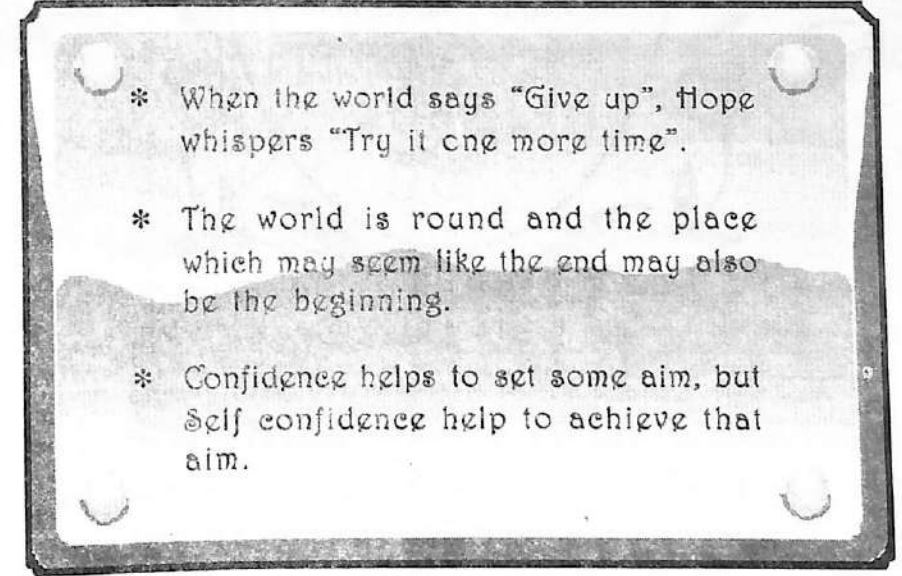 * When the world says "Give up", Hope
whispers "Try it one more time".
* The world is round and the place
which may seem like the end may also
be the beginning.
* Confidence helps to set some aim, but
Self confidence help to achieve that
aim.